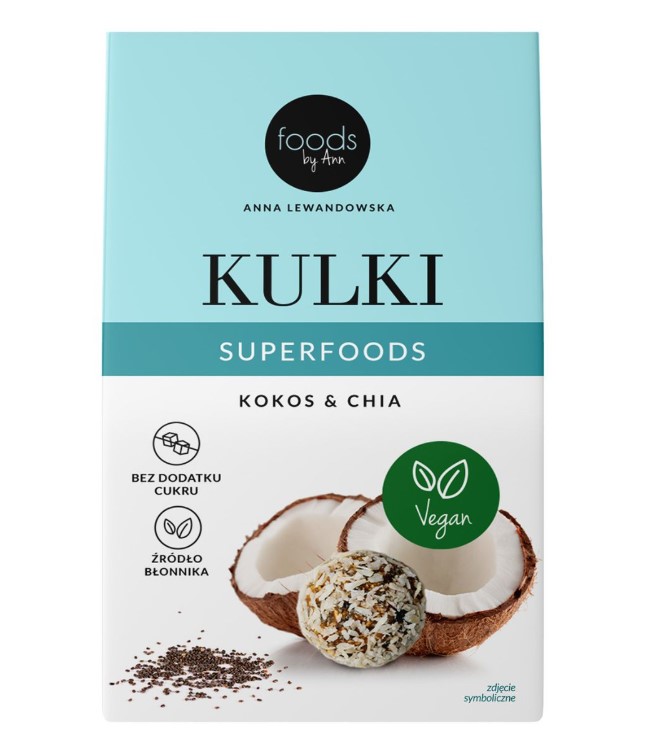 foods
by Ann
ANNA LEWANDOWSKA
KULKI
SUPERFOODS
KOKOS & CHIA
BEZ DODATKU
CUKRU
Vegan
ŹRÓDŁO
BŁONNIKA
zdjęcie
symboliczne